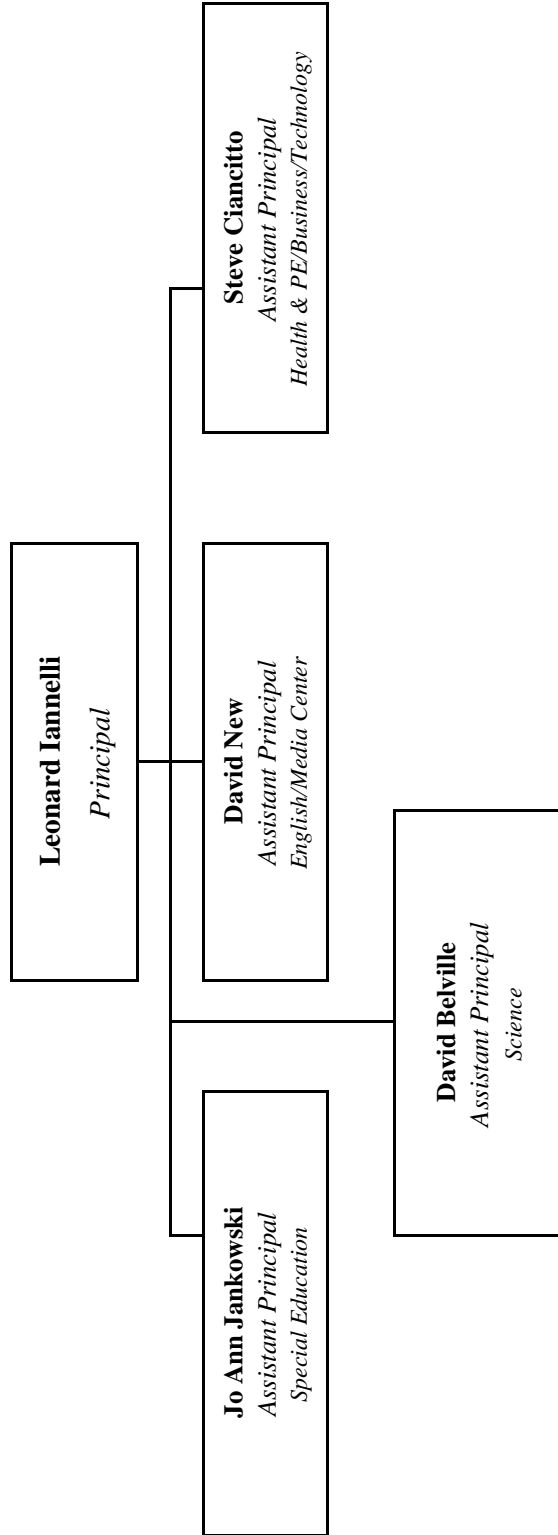 Leonard Iannelli
Principal
Jo Ann Jankowski
Assistant Principal
Special Education
David New
Assistant Principal
English/Media Center
Steve Ciancitto
Assistant Principal
Health & PE/Business/Technology
David Belville
Assistant Principal
Science